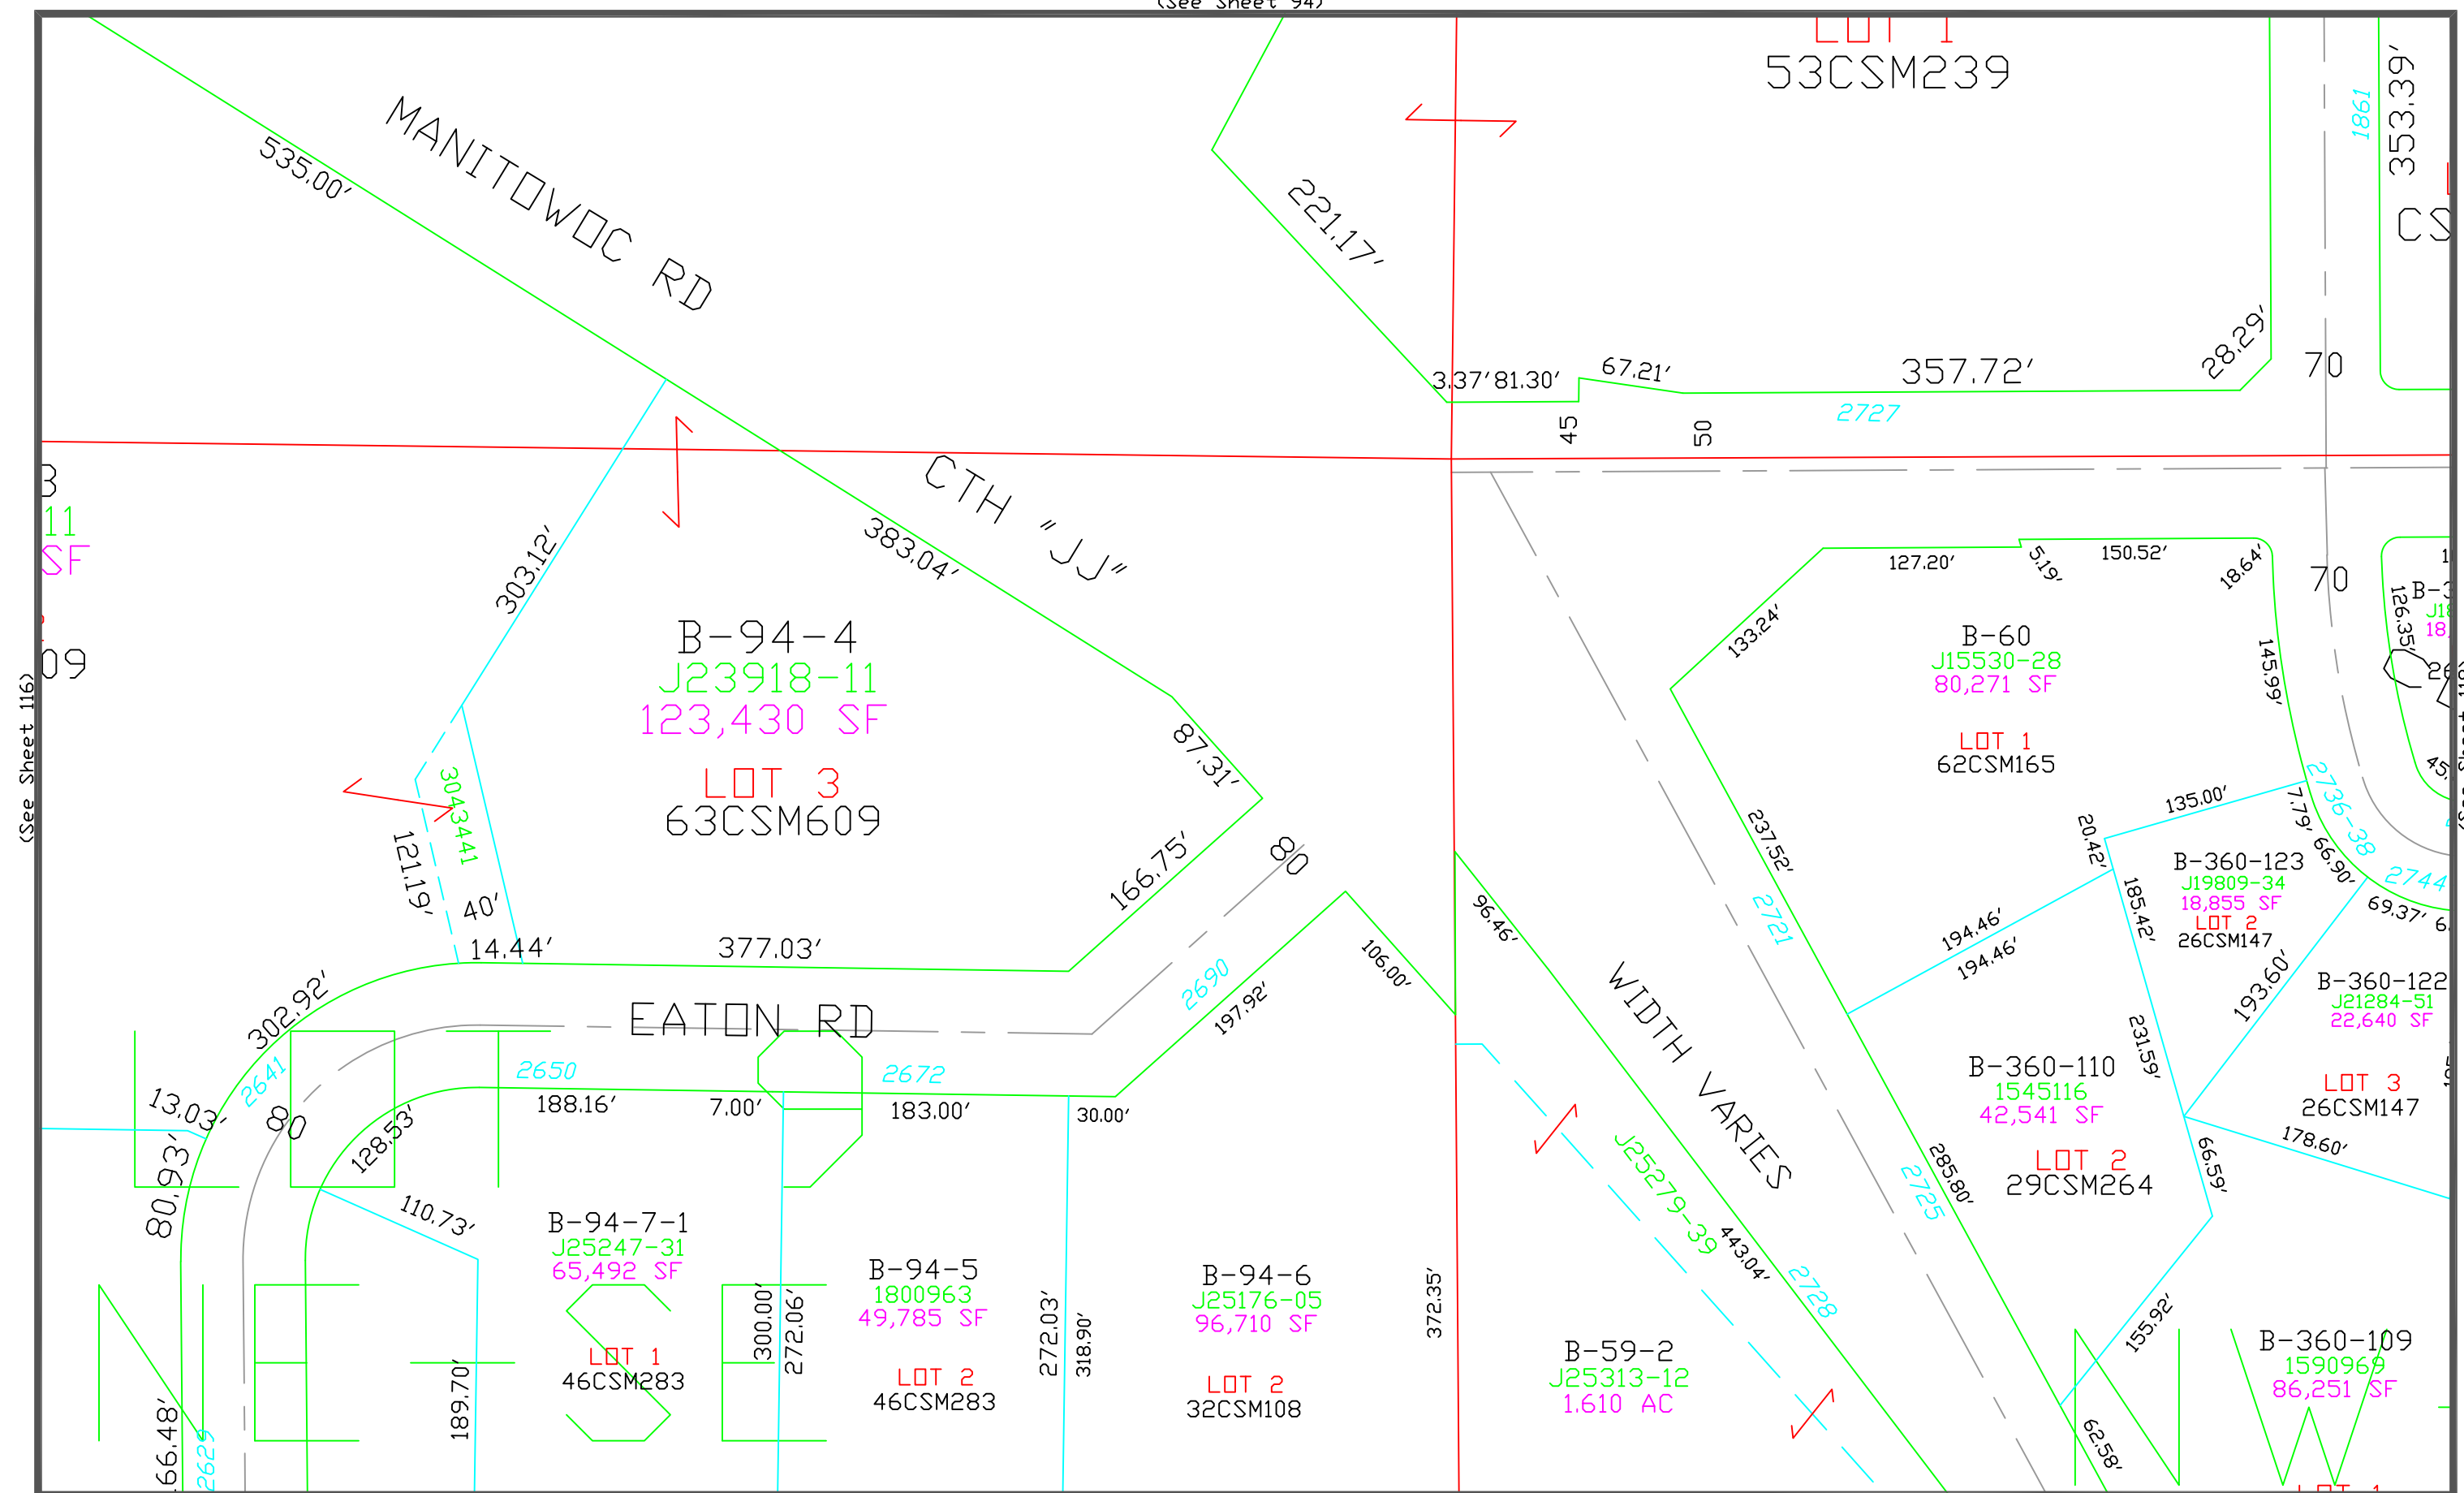 (See Sheet 94)
MANITOWOC RD
535.00'
221.17'
LOT 1
53CSM239
1861
353.39'
3.37'
81.30'
67.21'
357.72'
28.29'
70
45
50
2727
SF
CTH "JJ"
383.04'
303.12'
B-94-4
J23918-11
123,430 SF
LOT 3
63CSM609
87.31'
166.75'
80
3043441
121.19'
40'
14.44'
377.03'
(See Sheet 116)
127.20'
5.19'
150.52'
18.64'
70
126.35'
133.24'
B-60
J15530-28
80,271 SF
LOT 1
62CSM165
145.99'
237.52'
135.00'
20.42'
7.79'
66.90'
2736-38
2744
69.37'
B-360-123
J19809-34
18,855 SF
LOT 2
26CSM147
185.42'
194.46'
194.46'
193.60'
B-360-122
J21284-51
22,640 SF
LOT 3
26CSM147
178.60'
231.59'
66.59'
B-360-110
1545116
42,541 SF
LOT 2
29CSM264
285.80'
2721
2725
155.92'
62.58'
B-360-109
1590969
86,251 SF
LOT 1
NW
96.46'
106.00'
WIDTH VARIES
J25279-39
443.04'
2728
302.92'
EATON RD
2690
197.92'
2641
80
13.03'
80.93'
128.53'
2650
188.16'
7.00'
2672
183.00'
30.00'
LOT 9
110.73'
B-94-7-1
J25247-31
65,492 SF
LOT 1
46CSM283
189.70'
300.00'
272.06'
B-94-5
1800963
49,785 SF
LOT 2
46CSM283
272.03'
318.90'
B-94-6
J25176-05
96,710 SF
LOT 2
32CSM108
372.35'
B-59-2
J25313-12
1.610 AC
NE-SE
66.48'
2629